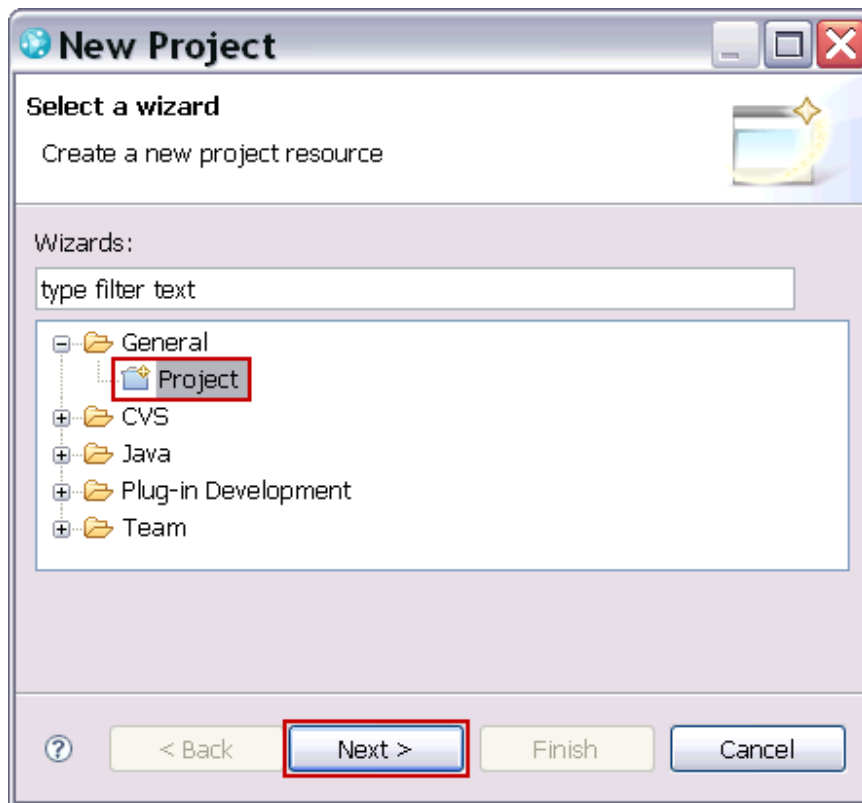 New Project
Select a wizard
Create a new project resource
Wizards:
type filter text
General
Project
CVS
Java
Plug-in Development
Team
? < Back Next > Finish Cancel